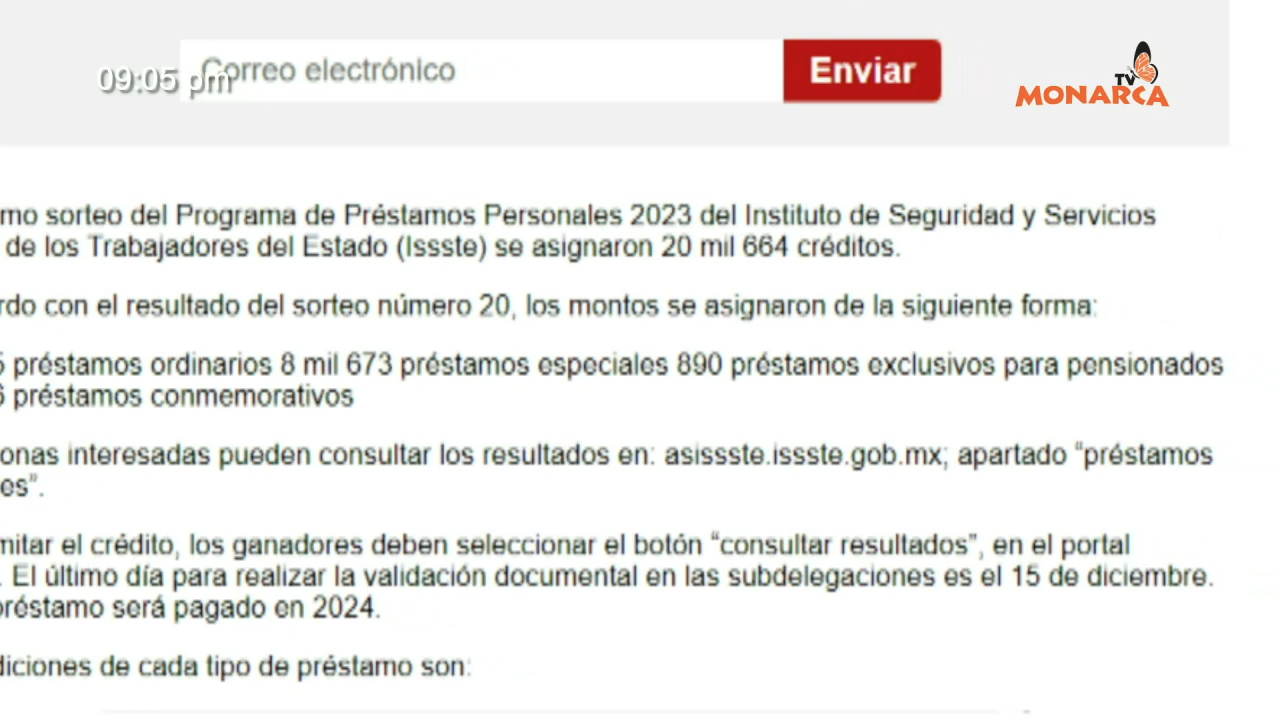 09:05 pm
Correo electrónico
Enviar
TV
MONARCA
mo sorteo del Programa de Préstamos Personales 2023 del Instituto de Seguridad y Servicios
de los Trabajadores del Estado (Issste) se asignaron 20 mil 664 créditos.
rdo con el resultado del sorteo número 20, los montos se asignaron de la siguiente forma:
préstamos ordinarios 8 mil 673 préstamos especiales 890 préstamos exclusivos para pensionados
6 préstamos conmemorativos
onas interesadas pueden consultar los resultados en: asissste.issste.gob.mx; apartado “préstamos
es”.
mitar el crédito, los ganadores deben seleccionar el botón “consultar resultados”, en el portal
. El último día para realizar la validación documental en las subdelegaciones es el 15 de diciembre.
préstamo será pagado en 2024.
diciones de cada tipo de préstamo son: